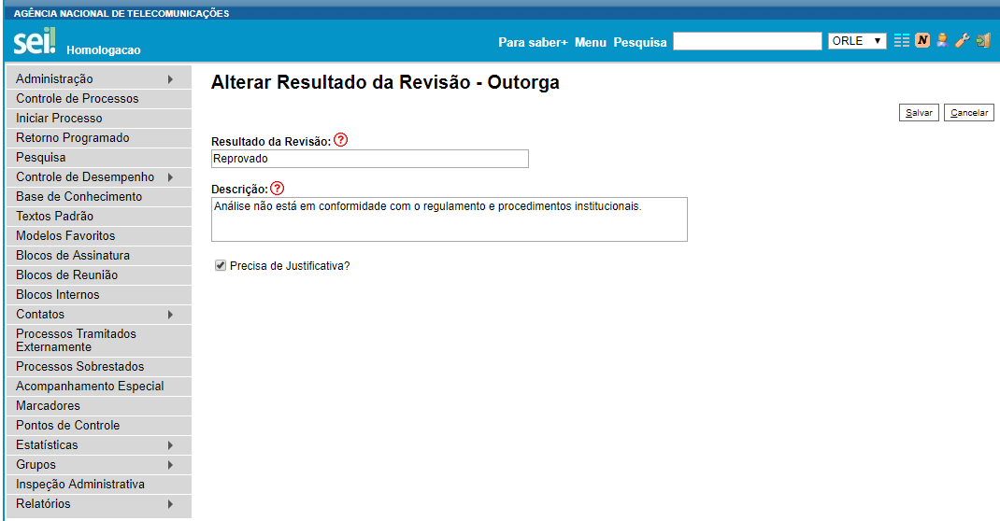 AGÊNCIA NACIONAL DE TELECOMUNICAÇÕES
sei! Homologacao
Para saber+ Menu Pesquisa ORLE ▼ N
Administração
Controle de Processos
Iniciar Processo
Retorno Programado
Pesquisa
Controle de Desempenho
Base de Conhecimento
Textos Padrão
Modelos Favoritos
Blocos de Assinatura
Blocos de Reunião
Blocos Internos
Contatos
Processos Tramitados
Externamente
Processos Sobrestados
Acompanhamento Especial
Marcadores
Pontos de Controle
Estatísticas
Grupos
Inspeção Administrativa
Relatórios
Alterar Resultado da Revisão - Outorga
Salvar Cancelar
Resultado da Revisão: ?
Reprovado
Descrição: ?
Análise não está em conformidade com o regulamento e procedimentos institucionais.
Precisa de Justificativa?